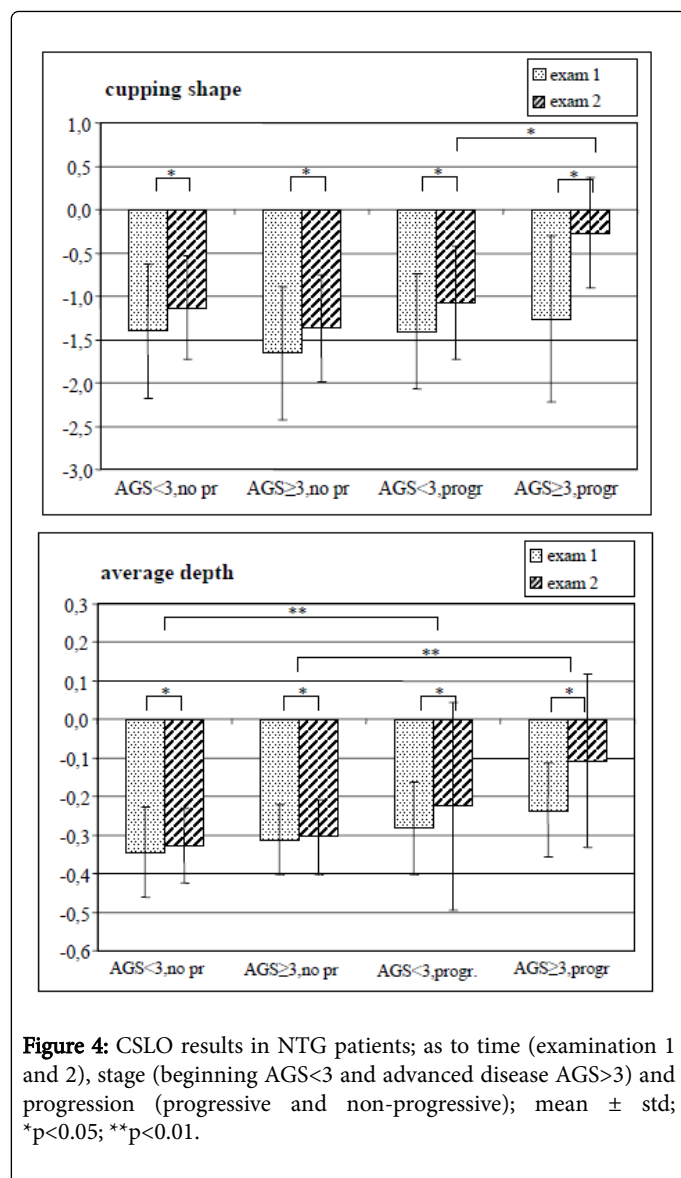 exam 1
exam 2
cupping shape
1,0
0,5
0,0
-0,5
-1,0
-1,5
-2,0
-2,5
-3,0
*
*
*
*
*
AGS<3,no pr AGS≥3,no pr AGS<3,progr AGS≥3,progr
exam 1
exam 2
average depth
0,3
0,2
0,1
0,0
-0,1
-0,2
-0,3
-0,4
-0,5
-0,6
**
**
*
*
*
*
AGS<3,no pr AGS≥3,no pr AGS<3,progr. AGS≥3,progr
Figure 4: CSLO results in NTG patients; as to time (examination 1
and 2), stage (beginning AGS<3 and advanced disease AGS>3) and
progression (progressive and non-progressive); mean ± std;
*p<0.05; **p<0.01.